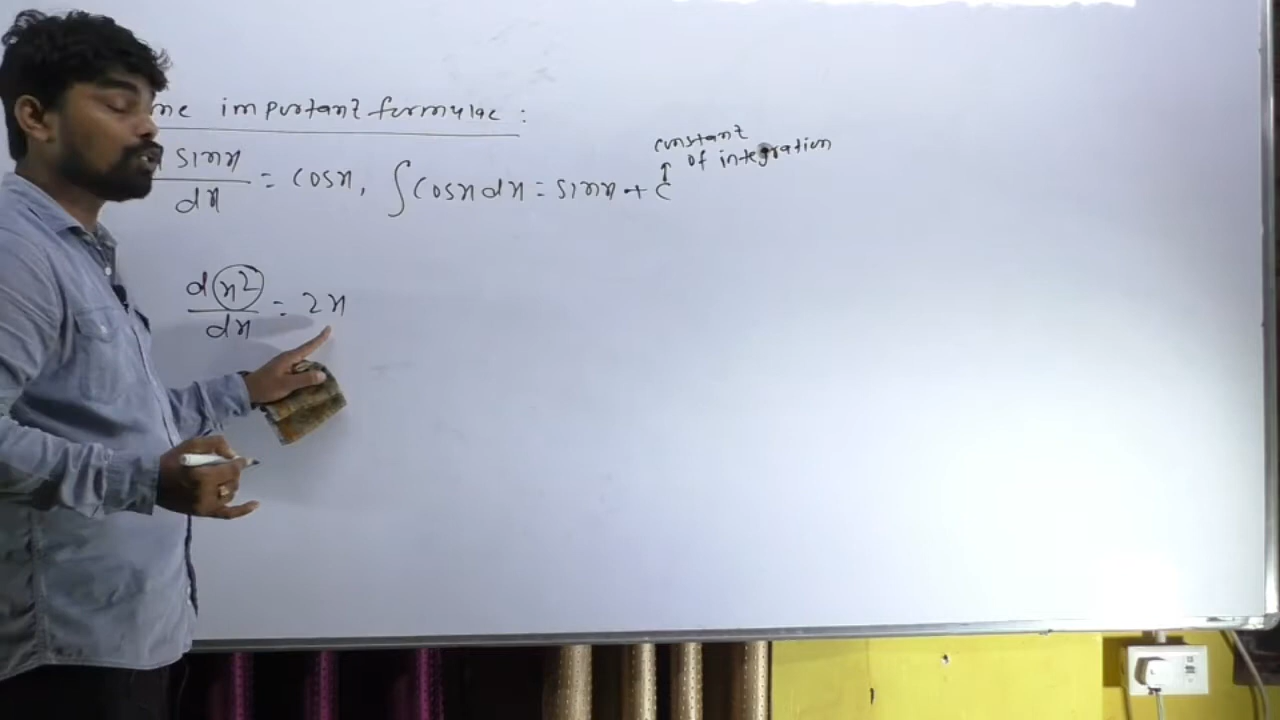 me important formulae :
constant
of integration
sinx / dx = cosx, ∫cosx dx = sinx + c
d(x²) / dx = 2x